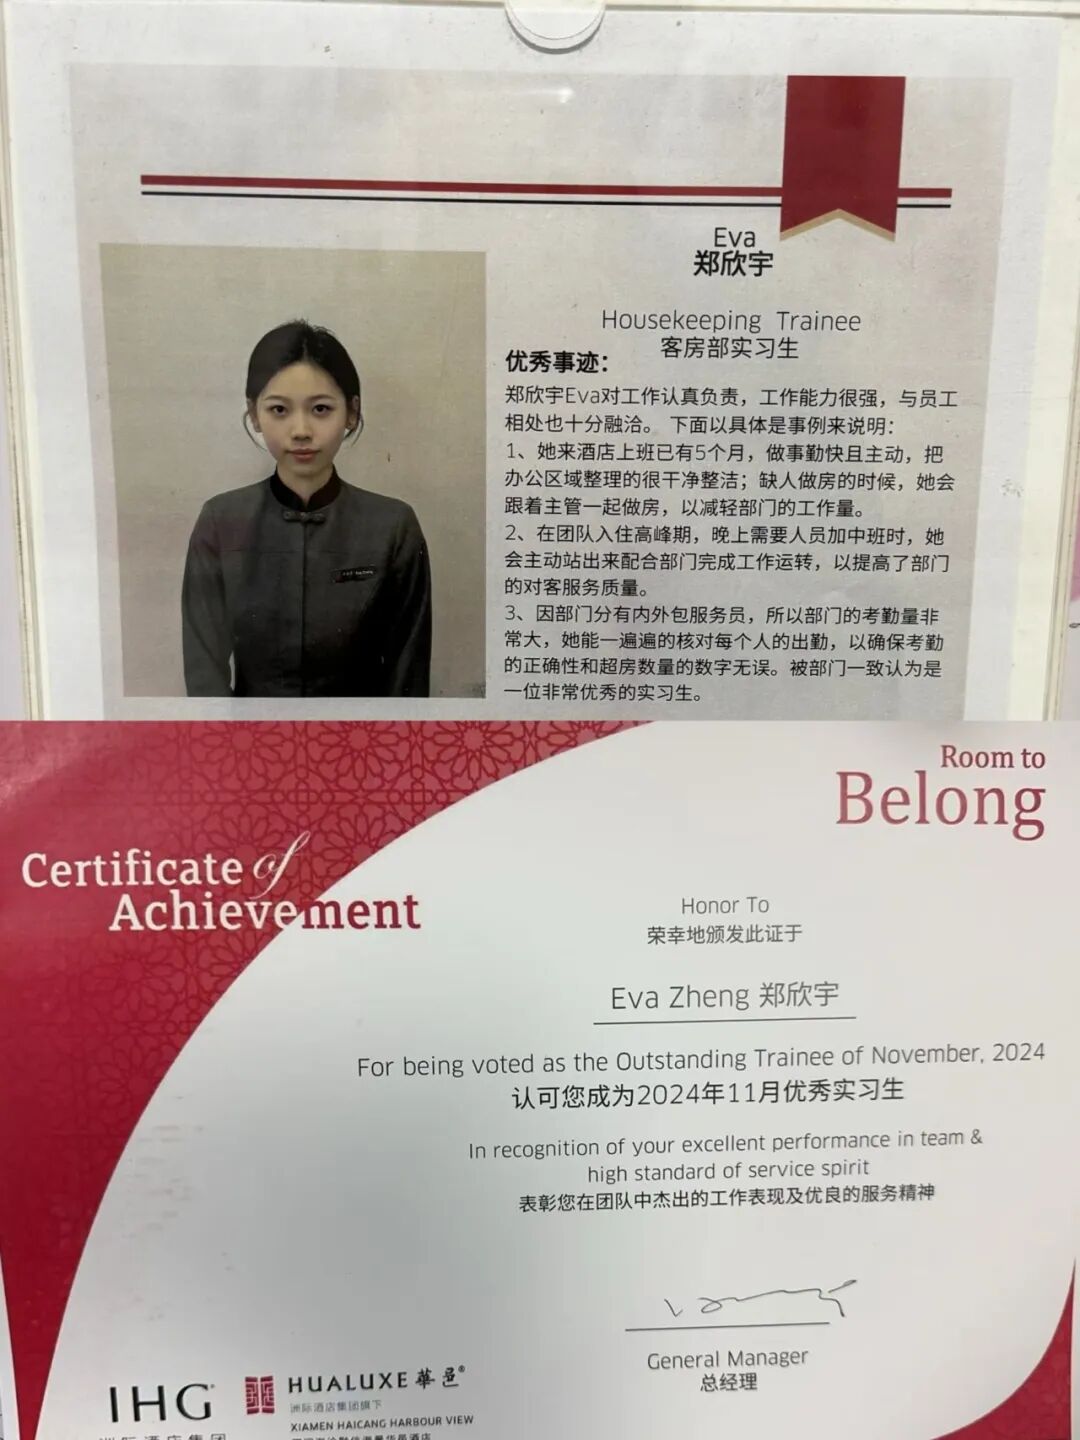 Eva
郑欣宇
Housekeeping Trainee
客房部实习生
优秀事迹：
郑欣宇Eva对工作认真负责，工作能力很强，与员工
相处也十分融洽。下面以具体是事例来说明：
1、她来酒店上班已有5个月，做事勤快且主动，把
办公区域整理的很干净整洁；缺人做房的时候，她会
跟着主管一起做房，以减轻部门的工作量。
2、在团队入住高峰期，晚上需要人员加中班时，她
会主动站出来配合部门完成工作运转，以提高了部门
的对客服务质量。
3、因部门分有内外包服务员，所以部门的考勤量非
常大，她能一遍遍的核对每个人的出勤，以确保考勤
的正确性和超房数量的数字无误。被部门一致认为是
一位非常优秀的实习生。
Room to
Belong
Certificate of
Achievement
Honor To
荣幸地颁发此证于
Eva Zheng 郑欣宇
For being voted as the Outstanding Trainee of November, 2024
认可您成为2024年11月优秀实习生
In recognition of your excellent performance in team &
high standard of service spirit
表彰您在团队中杰出的工作表现及优良的服务精神
General Manager
总经理
IHG®
洲际酒店集团
HUALUXE 華邑®
洲际酒店集团旗下
XIAMEN HAICANG HARBOUR VIEW